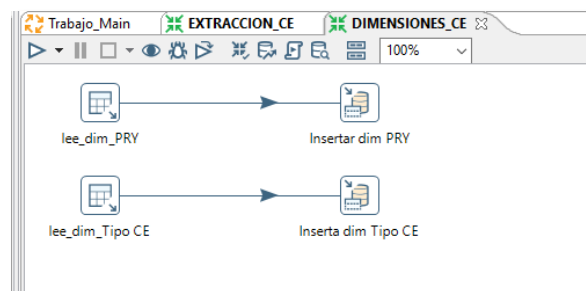 Trabajo_Main EXTRACCION_CE DIMENSIONES_CE
100%
lee_dim_PRY Insertar dim PRY
lee_dim_Tipo CE Inserta dim Tipo CE